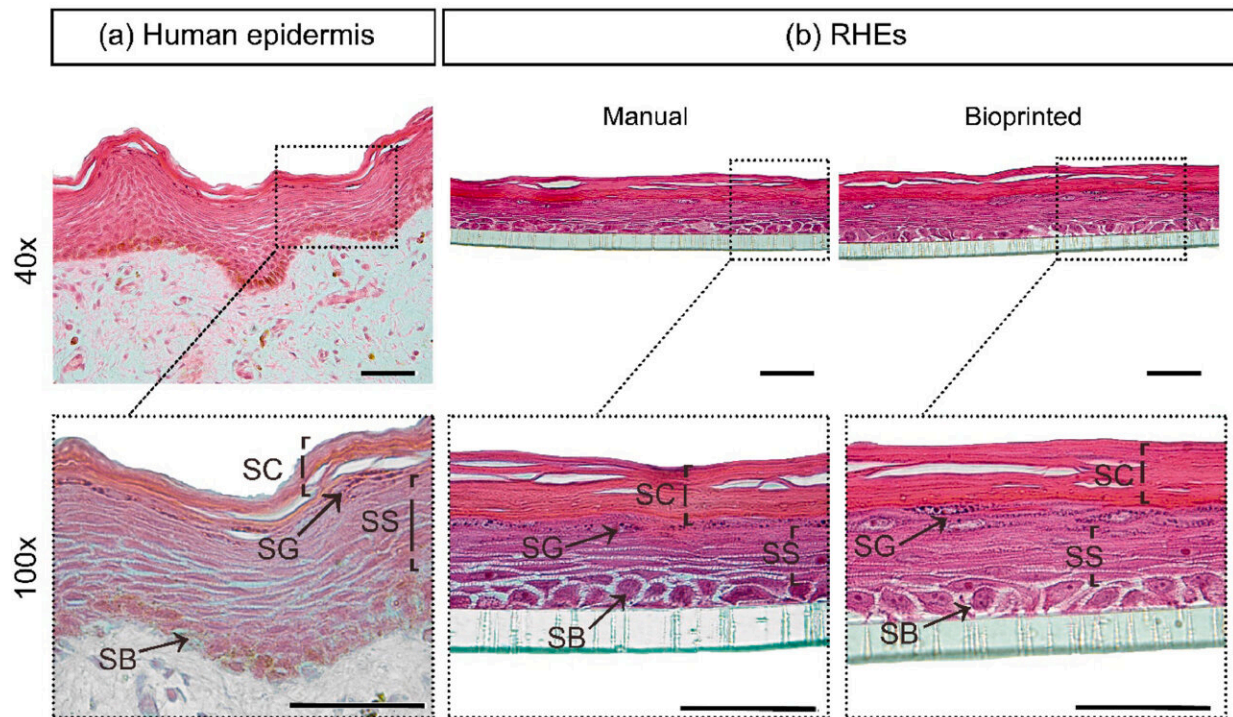 (a) Human epidermis
(b) RHEs
Manual
Bioprinted
40x
100x
SC
SG
SS
SB
SC
SG
SS
SB
SC
SG
SS
SB